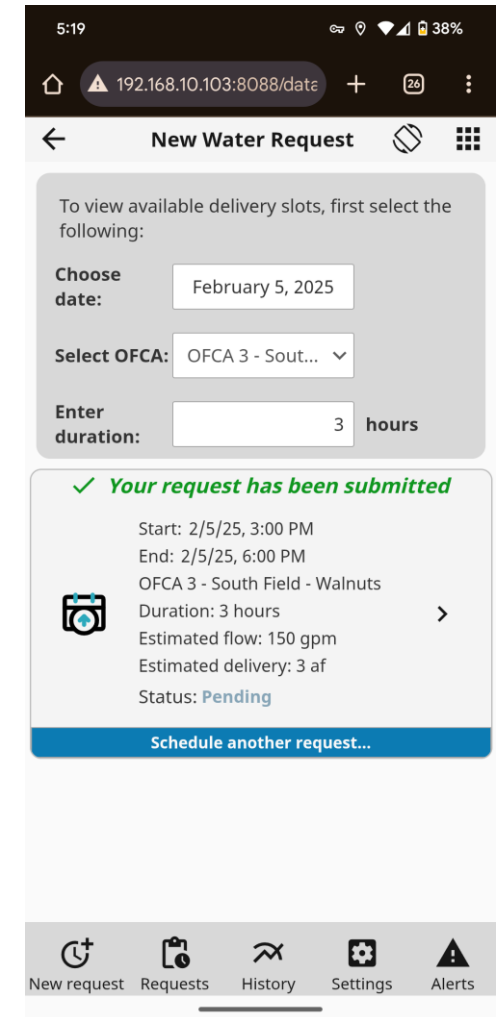 5:19
38%
192.168.10.103:8088/data
26
New Water Request
To view available delivery slots, first select the
following:
Choose
date:
February 5, 2025
Select OFCA:
OFCA 3 - Sout...
Enter
duration:
3
hours
Your request has been submitted
Start: 2/5/25, 3:00 PM
End: 2/5/25, 6:00 PM
OFCA 3 - South Field - Walnuts
Duration: 3 hours
Estimated flow: 150 gpm
Estimated delivery: 3 af
Status: Pending
Schedule another request...
New request Requests History Settings Alerts